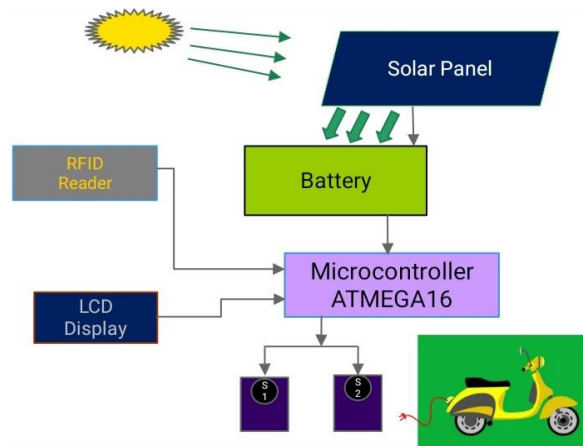 Solar Panel
RFID
Reader
Battery
Microcontroller
ATMEGA16
LCD
Display
S
1
S
2